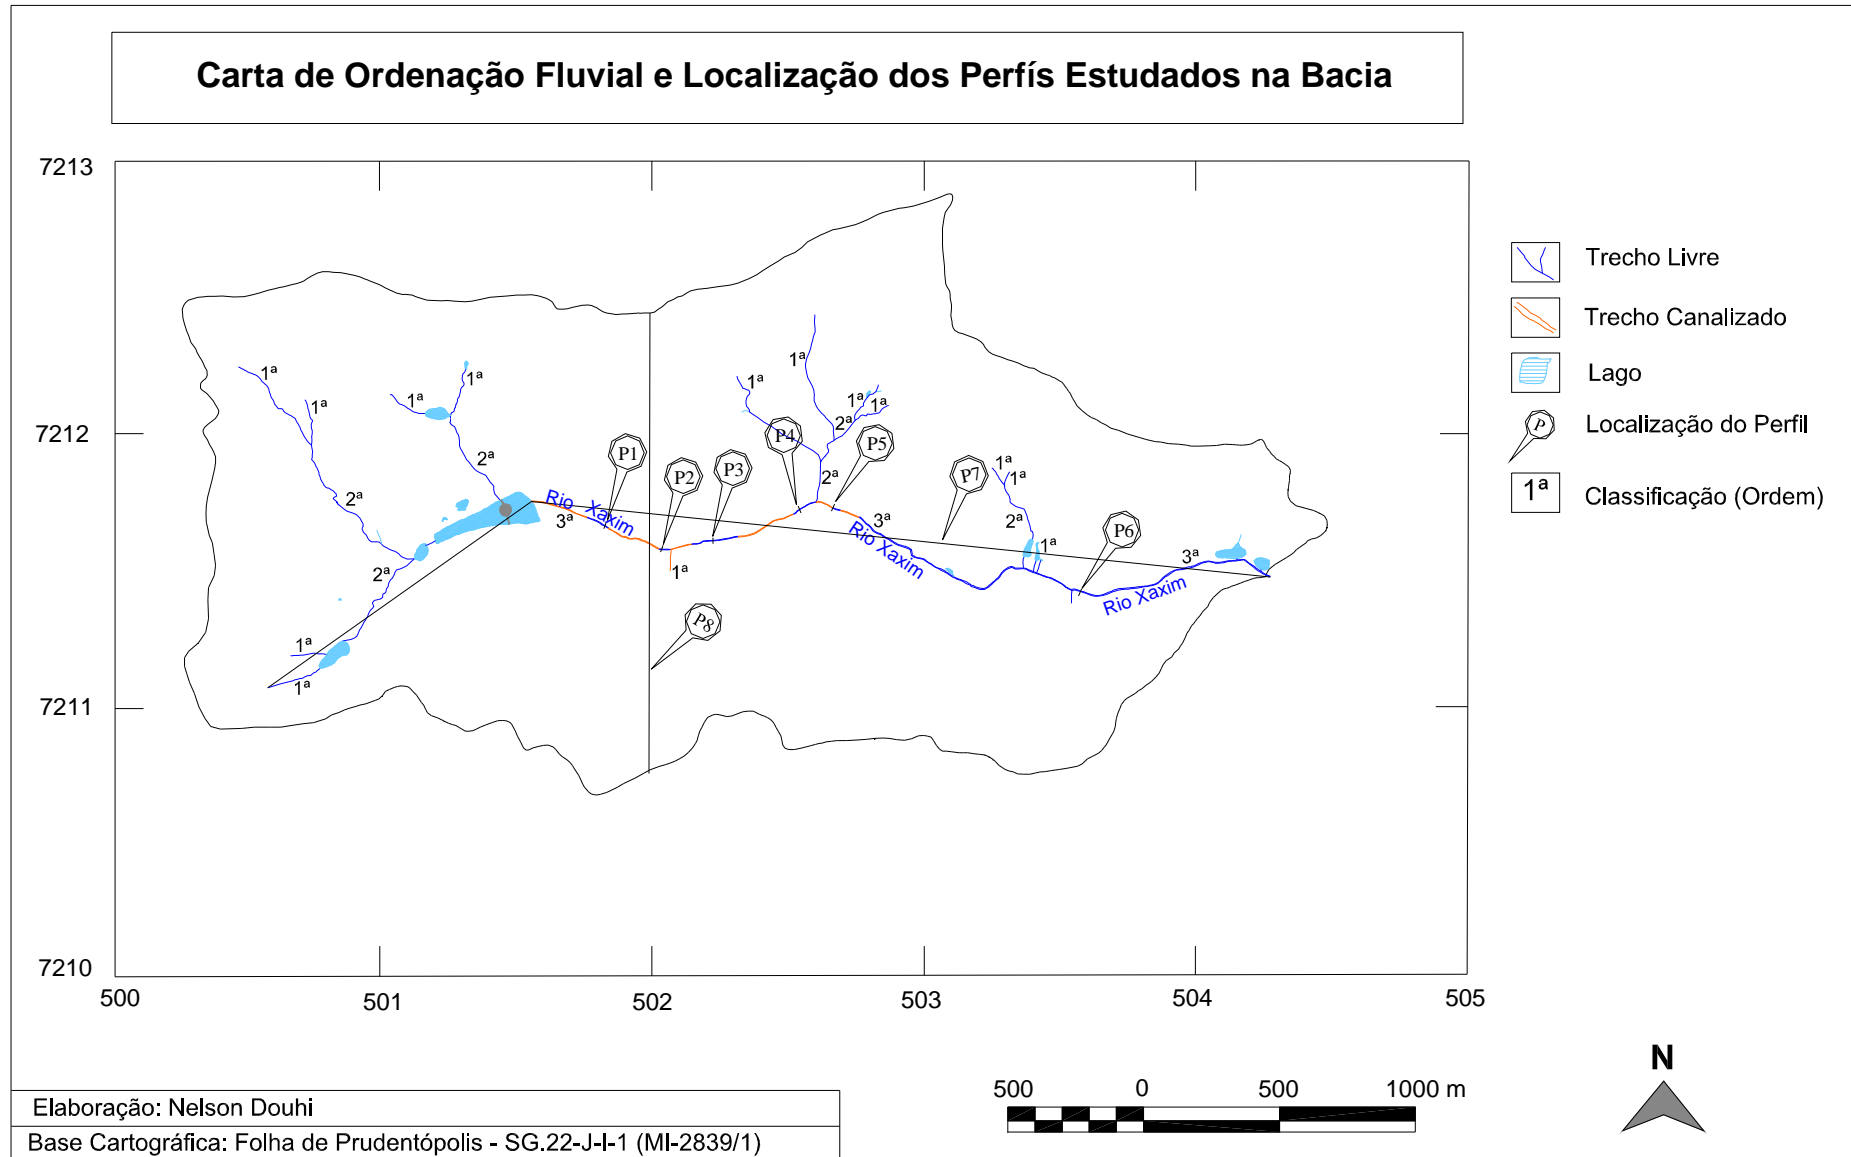 Carta de Ordenação Fluvial e Localização dos Perfís Estudados na Bacia
7213
7212
7211
7210
500
501
502
503
504
505
1ª
1ª
1ª
1ª
2ª
2ª
2ª
1ª
1ª
Rio Xaxim
3ª
P1
P2
P3
P4
P5
P7
P6
P8
1ª
1ª
1ª
1ª
1ª
2ª
2ª
3ª
Rio Xaxim
1ª
1ª
2ª
1ª
3ª
Rio Xaxim
Trecho Livre
Trecho Canalizado
Lago
P
Localização do Perfil
1ª
Classificação (Ordem)
500
0
500
1000 m
N
Elaboração: Nelson Douhi
Base Cartográfica: Folha de Prudentópolis - SG.22-J-I-1 (MI-2839/1)